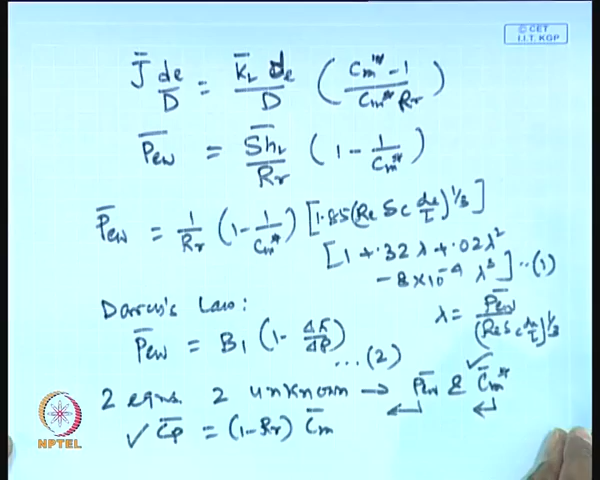 © CET
I.I.T. KGP
J̄ de/D = k̄L de/D ( (Cm* - 1) / (Cm* Rr) )
P̄ew = S̄hL/Rr ( 1 - 1/Cm* )
P̄ew = 1/Rr ( 1 - 1/Cm* ) [ 1.85 (Re Sc de/L)^1/3 ]
[ 1 + .32 λ + .02 λ²
- 8 × 10^-4 λ³ ] ...(1)
Darcy's Law:
λ = P̄ew / (Re Sc de/L)^1/3
P̄ew = B1 ( 1 - Δπ/ΔP ) ...(2)
2 eqns. 2 unknown → P̄ew & C̄m*
✓ C̄p = (1-Rr) C̄m
NPTEL